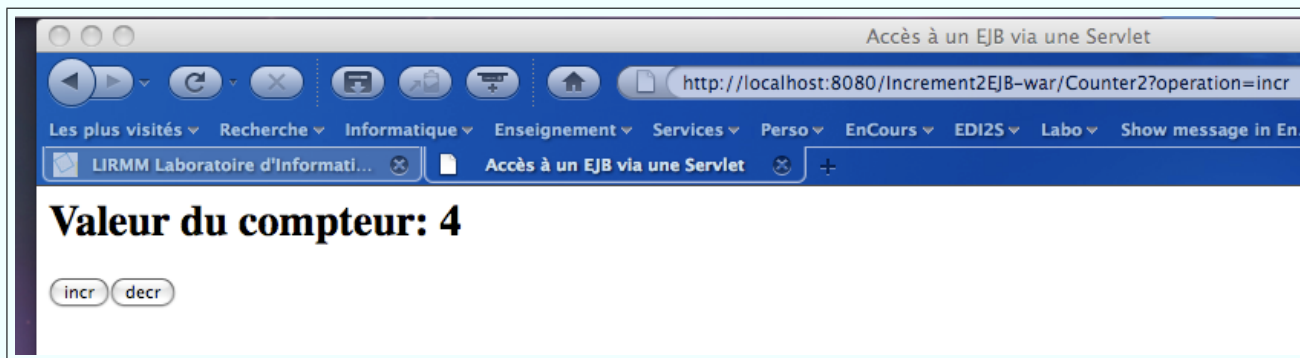 Accès à un EJB via une Servlet
http://localhost:8080/Increment2EJB-war/Counter2?operation=incr
Les plus visités Recherche Informatique Enseignement Services Perso EnCours EDI2S Labo Show message in En.
LIRMM Laboratoire d'Informati... Accès à un EJB via une Servlet +
Valeur du compteur: 4
incr decr